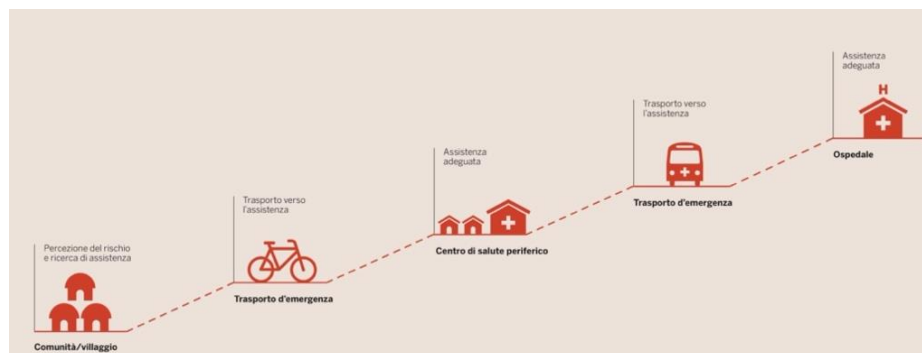 Percezione del rischio
e ricerca di assistenza
Comunità/villaggio
Trasporto verso
l'assistenza
Trasporto d'emergenza
Assistenza
adeguata
Centro di salute periferico
Trasporto verso
l'assistenza
Trasporto d'emergenza
Assistenza
adeguata
H
Ospedale